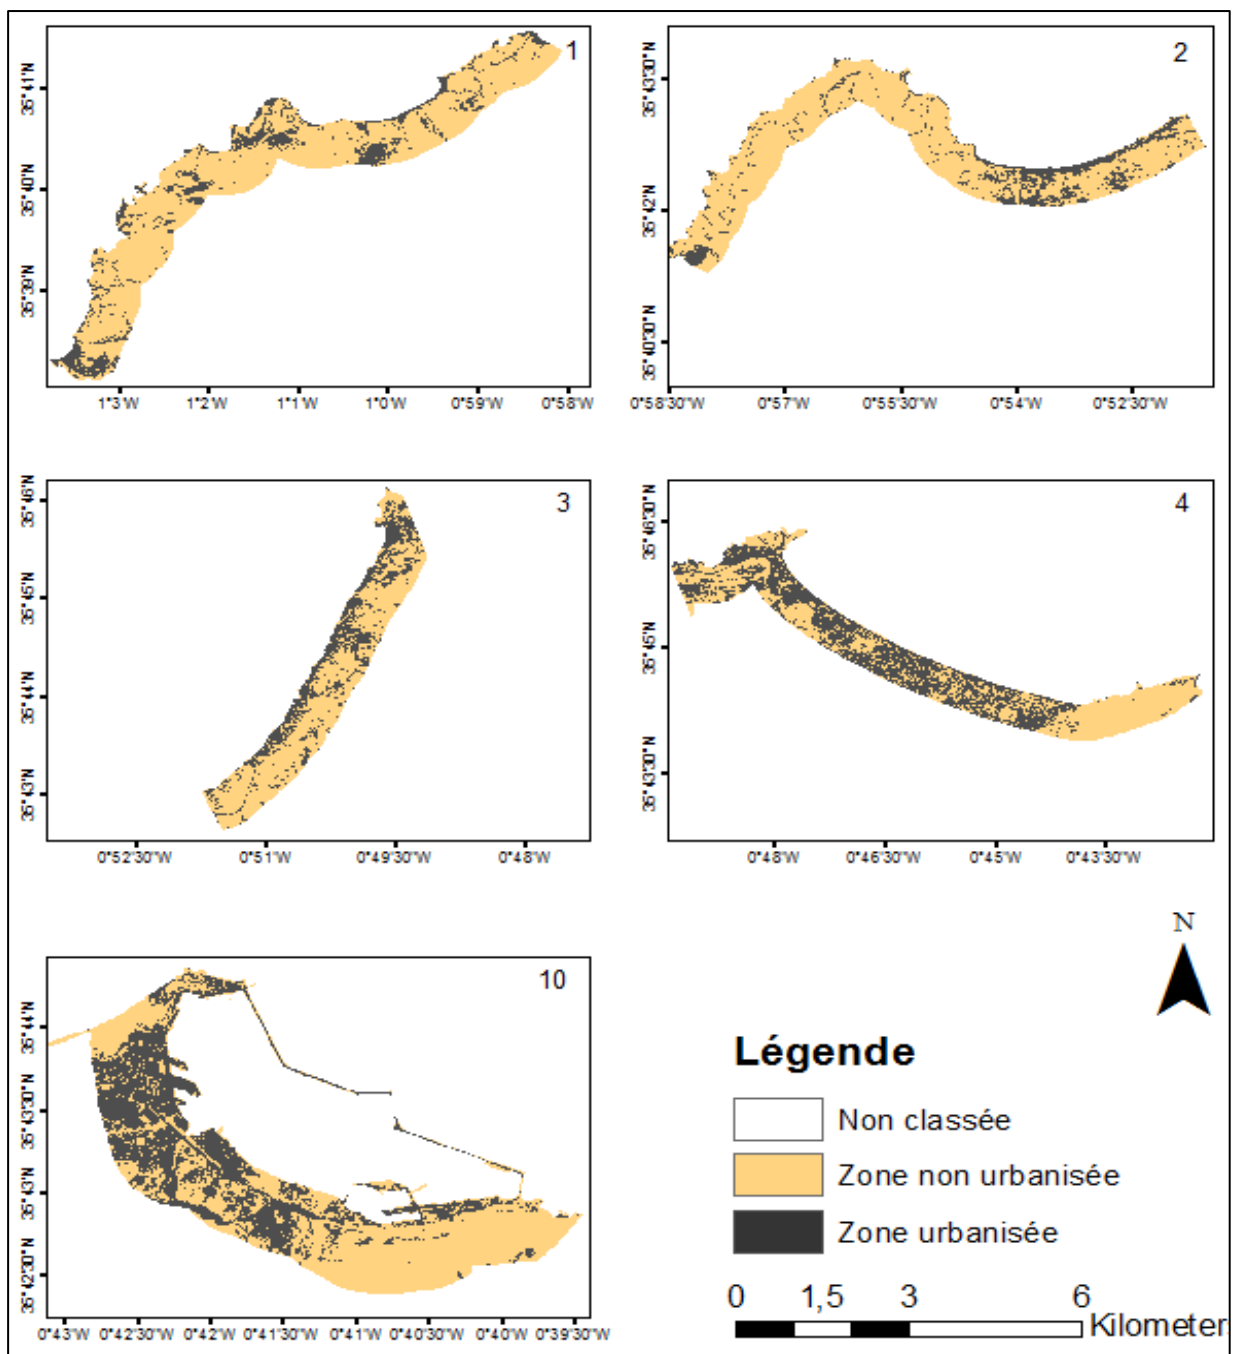 1
35°41'N
35°40'N
35°39'N
1°3'W 1°2'W 1°1'W 1°0'W 0°59'W 0°58'W
2
35°43'30"N
35°42'N
35°40'30"N
0°58'30"W 0°57'W 0°55'30"W 0°54'W 0°52'30"W
3
35°46'N
35°45'N
35°44'N
35°43'N
0°52'30"W 0°51'W 0°49'30"W 0°48'W
4
35°46'30"N
35°45'N
35°43'30"N
0°48'W 0°46'30"W 0°45'W 0°43'30"W
10
35°44'N
35°43'30"N
35°43'N
35°42'30"N
0°43'W 0°42'30"W 0°42'W 0°41'30"W 0°41'W 0°40'30"W 0°40'W 0°39'30"W
N
Légende
Non classée
Zone non urbanisée
Zone urbanisée
0 1,5 3 6
Kilometer